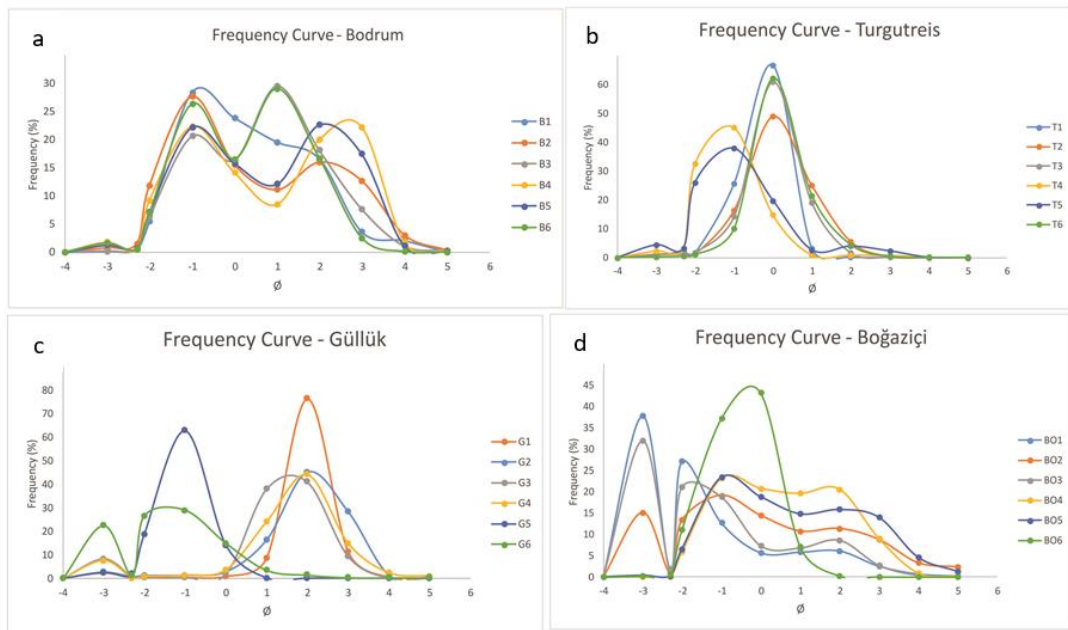 a
Frequency Curve - Bodrum
Frequency (%)
30
25
20
15
10
5
0
-4 -3 -2 -1 0 1 2 3 4 5 6
Ø
B1
B2
B3
B4
B5
B6
b
Frequency Curve - Turgutreis
Frequency (%)
60
50
40
30
20
10
0
-4 -3 -2 -1 0 1 2 3 4 5 6
Ø
T1
T2
T3
T4
T5
T6
c
Frequency Curve - Güllük
Frequency (%)
80
70
60
50
40
30
20
10
0
-4 -3 -2 -1 0 1 2 3 4 5 6
Ø
G1
G2
G3
G4
G5
G6
d
Frequency Curve - Boğaziçi
Frequency (%)
45
40
35
30
25
20
15
10
5
0
-4 -3 -2 -1 0 1 2 3 4 5 6
Ø
BO1
BO2
BO3
BO4
BO5
BO6